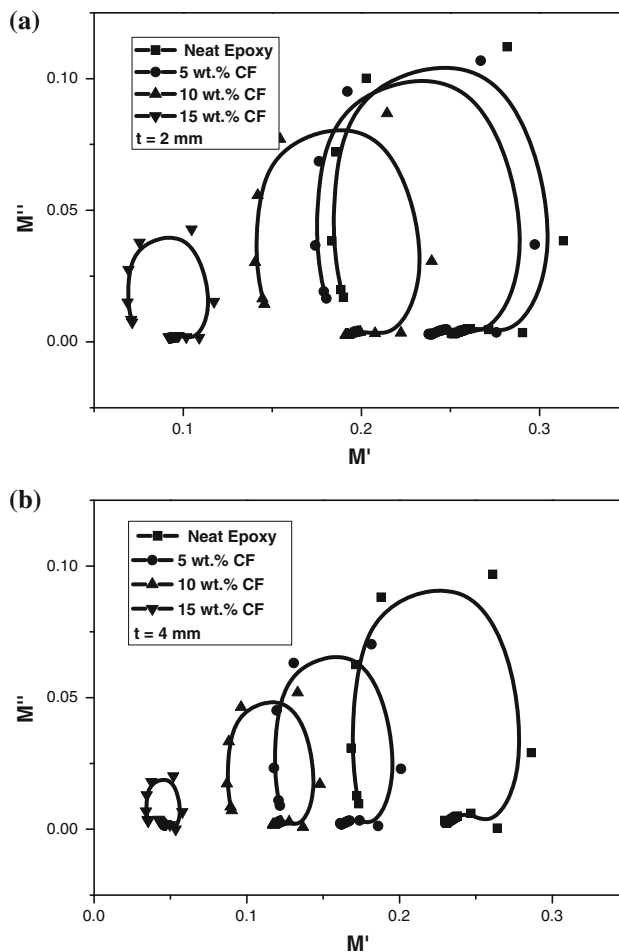 (a)
Neat Epoxy
5 wt.% CF
10 wt.% CF
15 wt.% CF
t = 2 mm
0.10
0.05
0.00
M''
0.1 0.2 0.3
M'
(b)
Neat Epoxy
5 wt.% CF
10 wt.% CF
15 wt.% CF
t = 4 mm
0.10
0.05
0.00
M''
0.0 0.1 0.2 0.3
M'